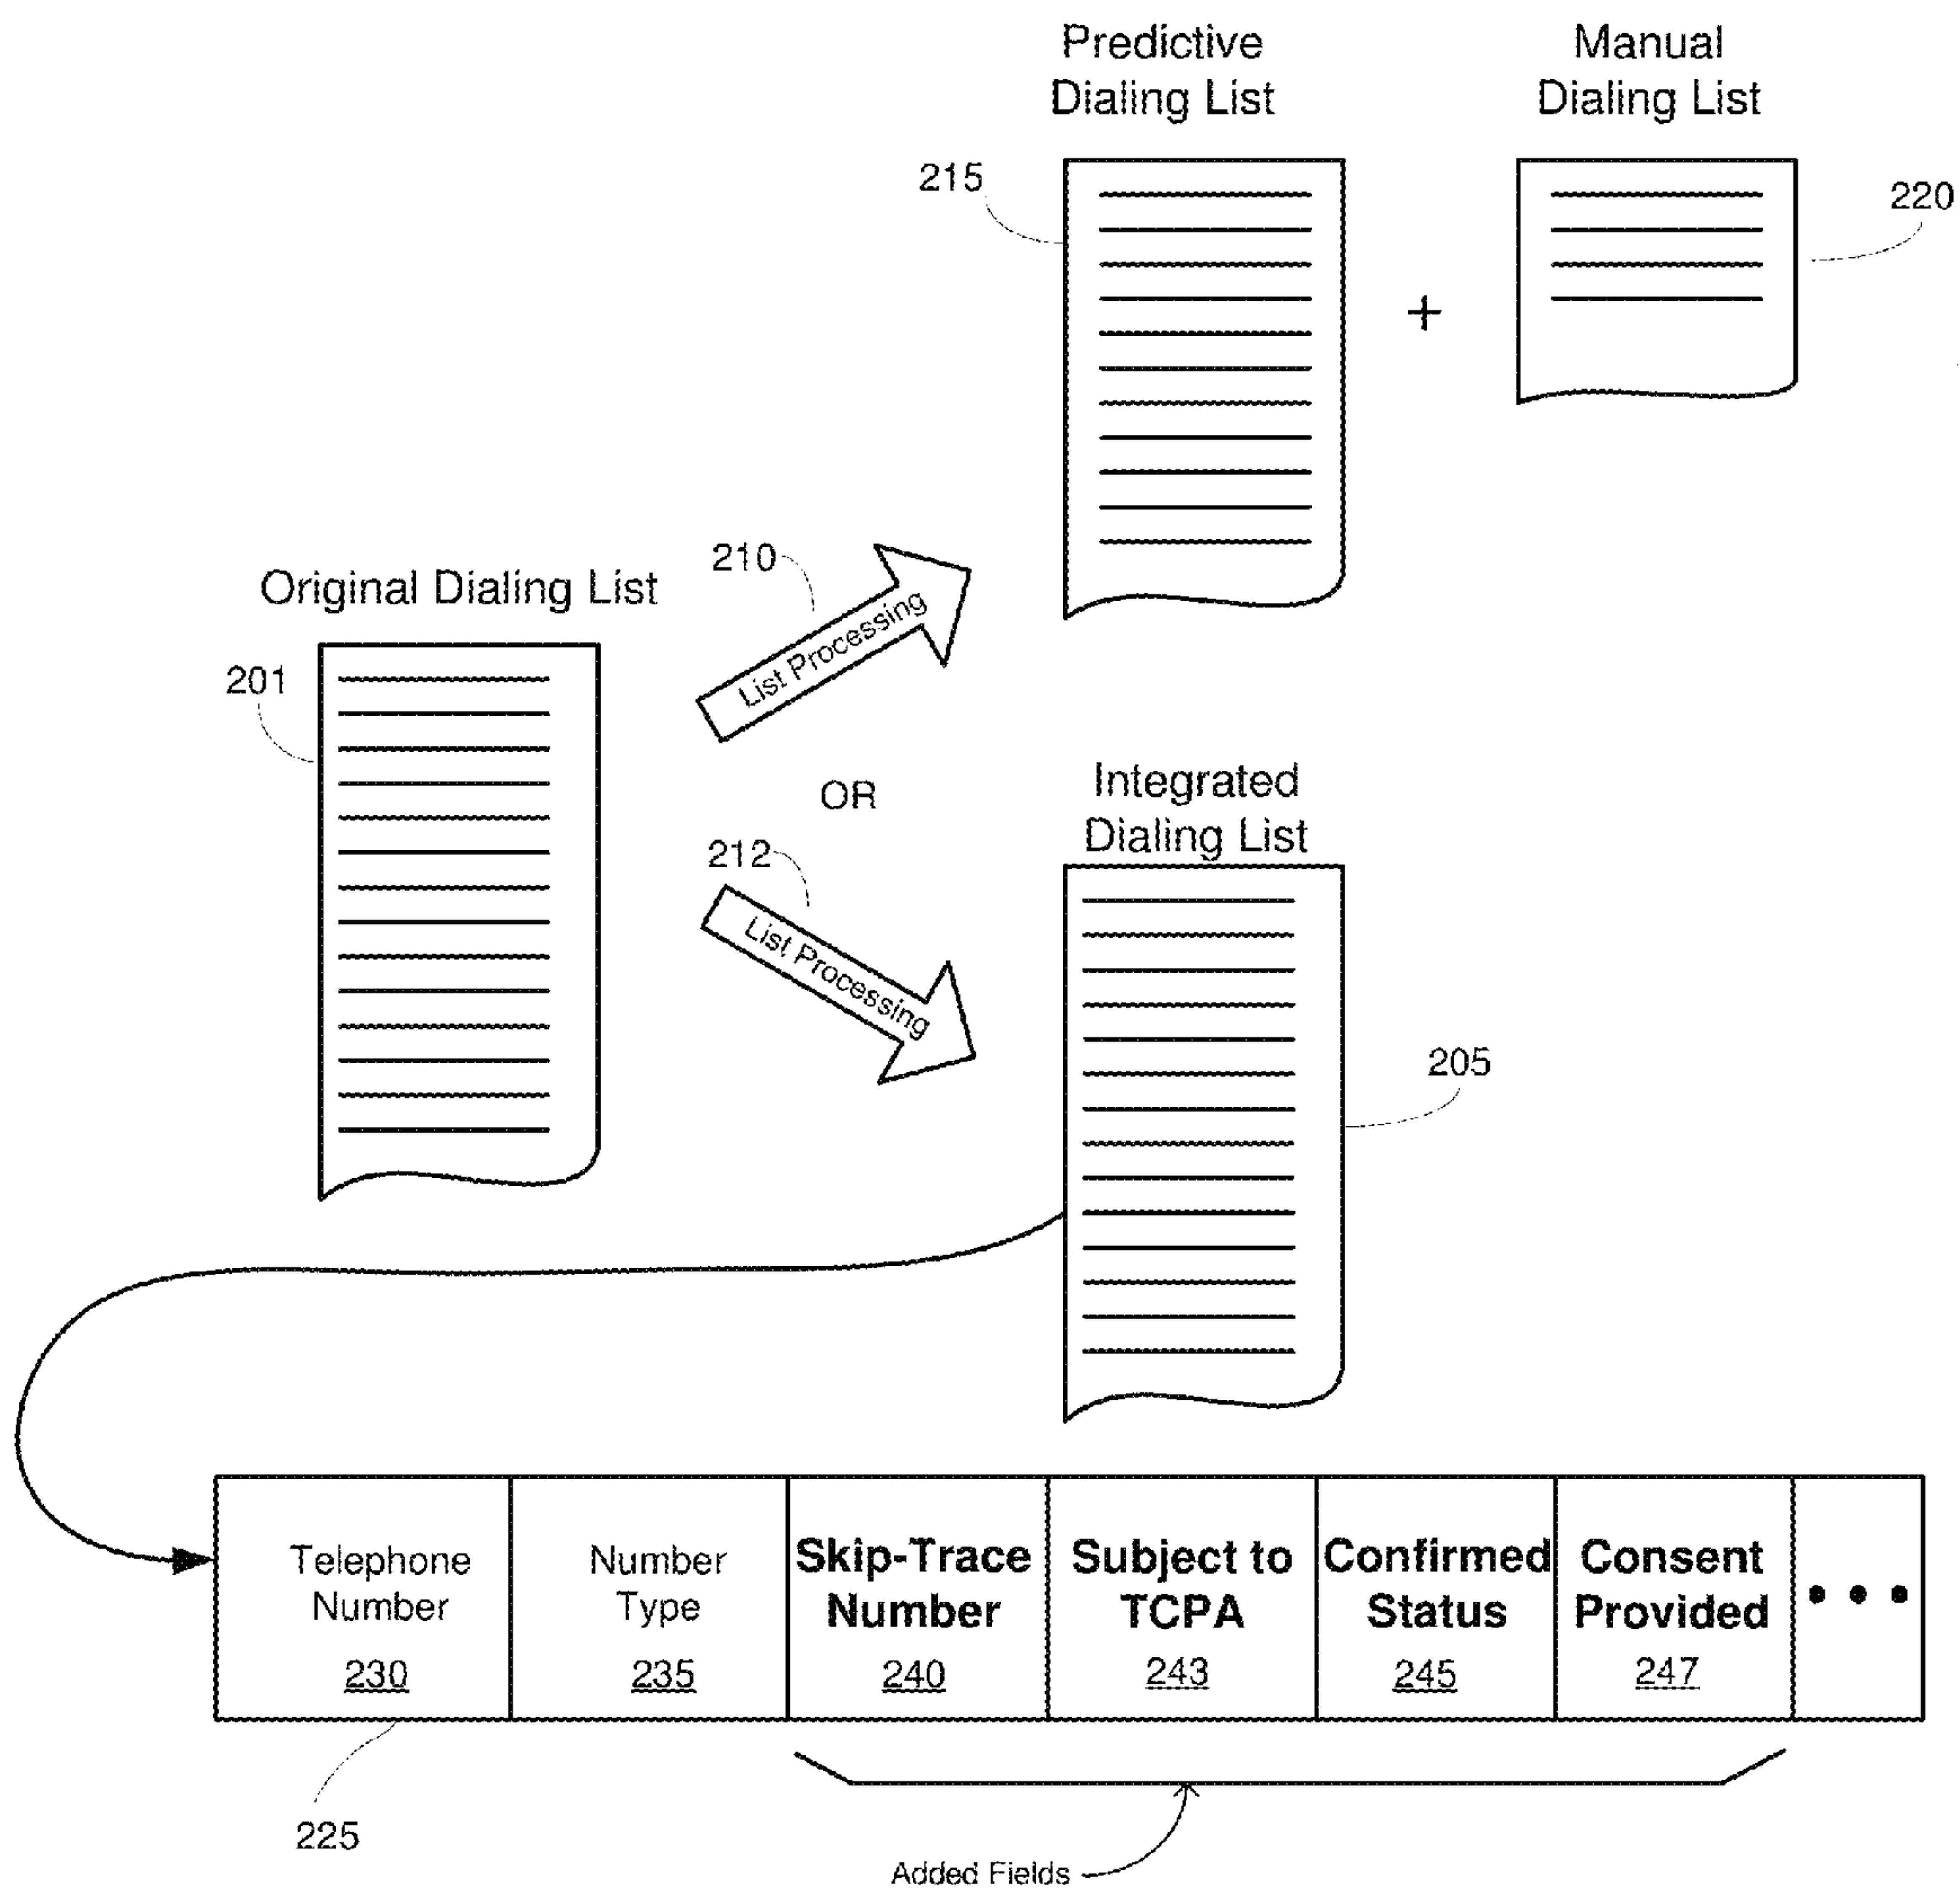 Predictive
Dialing List
Manual
Dialing List
215
220
+
210
List Processing
Original Dialing List
201
OR
212
List Processing
Integrated
Dialing List
205
Telephone
Number
230
Number
Type
235
Skip-Trace
Number
240
Subject to
TCPA
243
Confirmed
Status
245
Consent
Provided
247
• • •
225
Added Fields